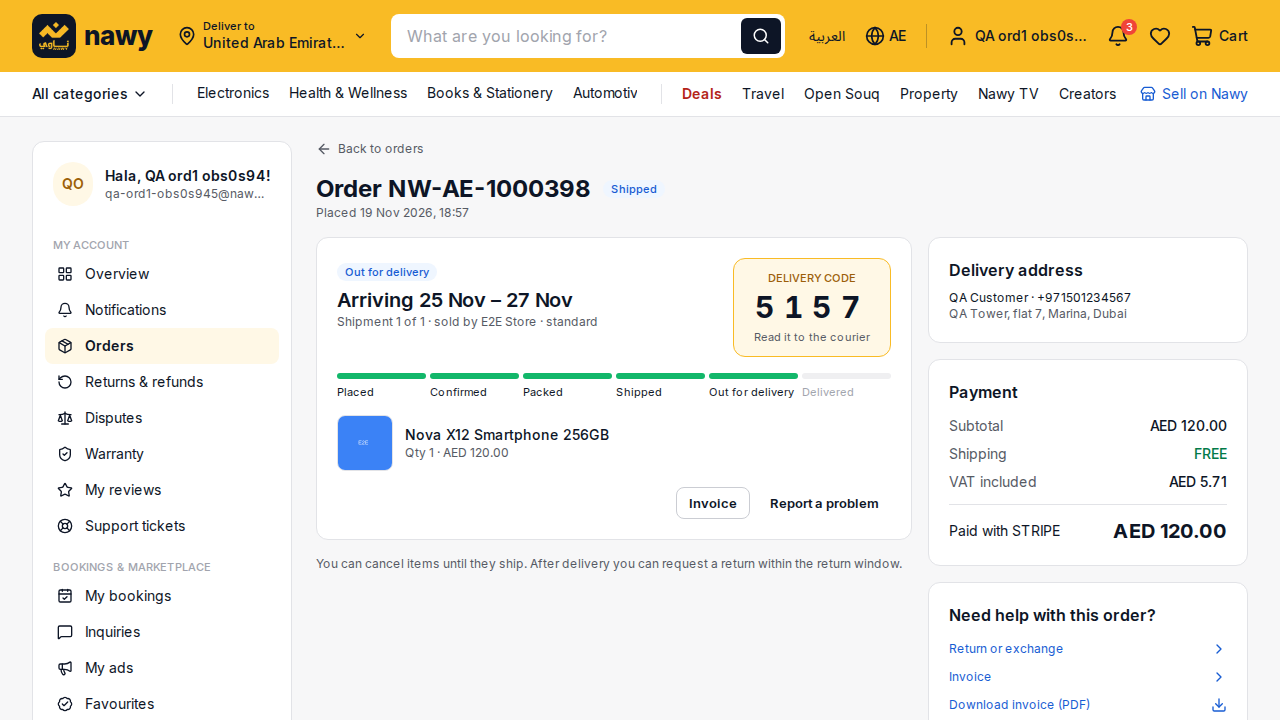 نـاوي
NAWY
nawy
Deliver to
United Arab Emirat...
What are you looking for?
العربية
AE
QA ord1 obs0s...
3
Cart
All categories
Electronics
Health & Wellness
Books & Stationery
Automotiv
Deals
Travel
Open Souq
Property
Nawy TV
Creators
Sell on Nawy
QO
Hala, QA ord1 obs0s94!
qa-ord1-obs0s945@naw...
MY ACCOUNT
Overview
Notifications
Orders
Returns & refunds
Disputes
Warranty
My reviews
Support tickets
BOOKINGS & MARKETPLACE
My bookings
Inquiries
My ads
Favourites
Back to orders
Order NW-AE-1000398
Shipped
Placed 19 Nov 2026, 18:57
Out for delivery
Arriving 25 Nov – 27 Nov
Shipment 1 of 1 · sold by E2E Store · standard
DELIVERY CODE
5157
Read it to the courier
Placed
Confirmed
Packed
Shipped
Out for delivery
Delivered
E2E
Nova X12 Smartphone 256GB
Qty 1 · AED 120.00
Invoice
Report a problem
You can cancel items until they ship. After delivery you can request a return within the return window.
Delivery address
QA Customer · +971501234567
QA Tower, flat 7, Marina, Dubai
Payment
Subtotal AED 120.00
Shipping FREE
VAT included AED 5.71
Paid with STRIPE AED 120.00
Need help with this order?
Return or exchange
Invoice
Download invoice (PDF)